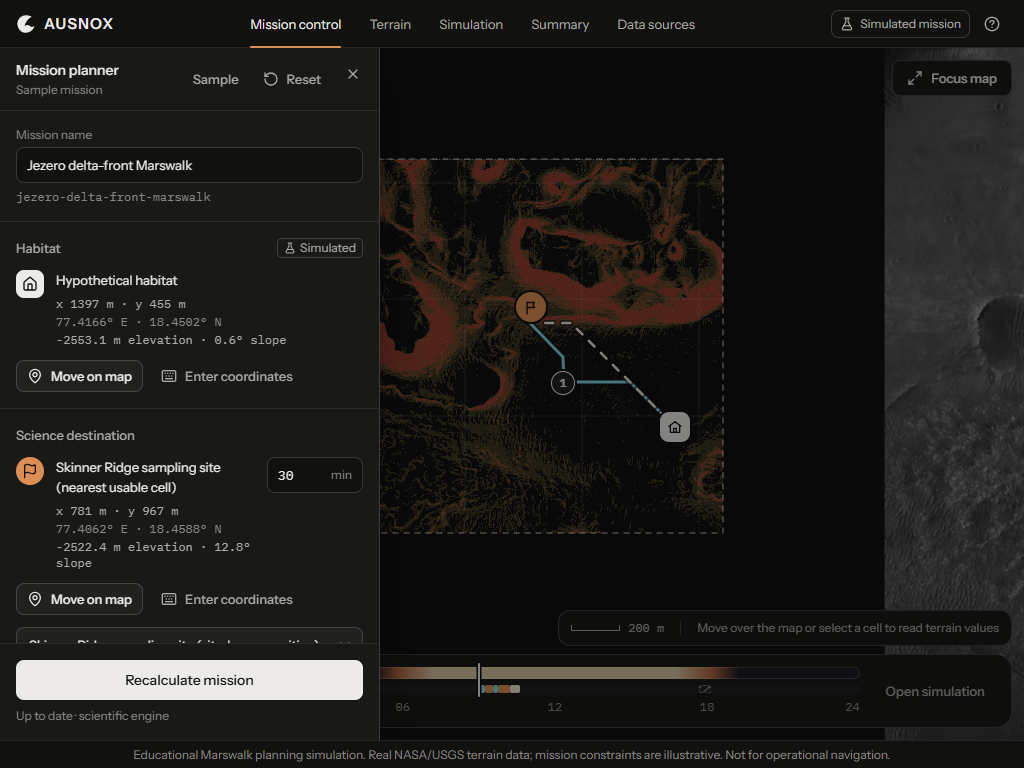 AUSNOX
Mission control
Terrain
Simulation
Summary
Data sources
Simulated mission
Mission planner
Sample mission
Sample
Reset
Focus map
Mission name
Jezero delta-front Marswalk
jezero-delta-front-marswalk
Habitat
Simulated
Hypothetical habitat
x 1397 m · y 455 m
77.4166° E · 18.4502° N
-2553.1 m elevation · 0.6° slope
Move on map
Enter coordinates
Science destination
Skinner Ridge sampling site
(nearest usable cell)
30 min
x 781 m · y 967 m
77.4062° E · 18.4588° N
-2522.4 m elevation · 12.8°
slope
Move on map
Enter coordinates
1
200 m
Move over the map or select a cell to read terrain values
Recalculate mission
Up to date · scientific engine
06
12
18
24
Open simulation
Educational Marswalk planning simulation. Real NASA/USGS terrain data; mission constraints are illustrative. Not for operational navigation.